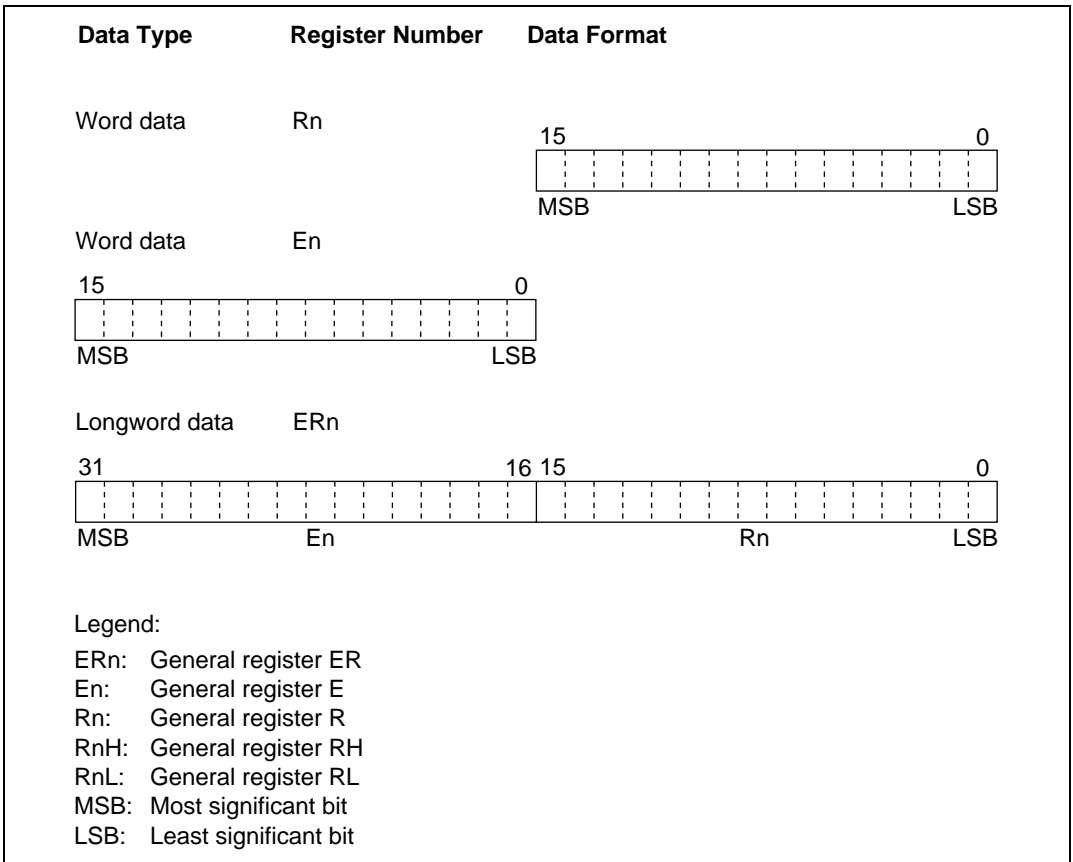 Data Type Register Number Data Format
Word data Rn
15 0
MSB LSB
Word data En
15 0
MSB LSB
Longword data ERn
31 16 15 0
MSB En Rn LSB
Legend:
ERn: General register ER
En: General register E
Rn: General register R
RnH: General register RH
RnL: General register RL
MSB: Most significant bit
LSB: Least significant bit